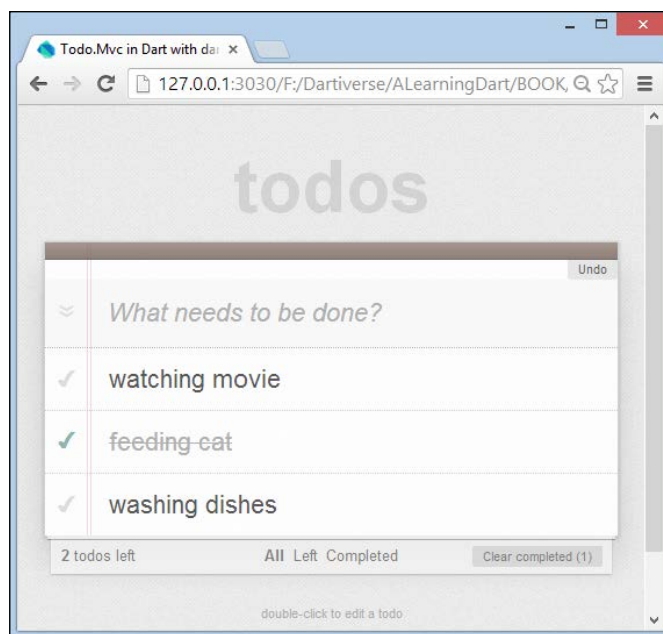 Todo.Mvc in Dart with dar
127.0.0.1:3030/F:/Dartiverse/ALearningDart/BOOK,
todos
Undo
What needs to be done?
watching movie
feeding cat
washing dishes
2 todos left All Left Completed Clear completed (1)
double-click to edit a todo